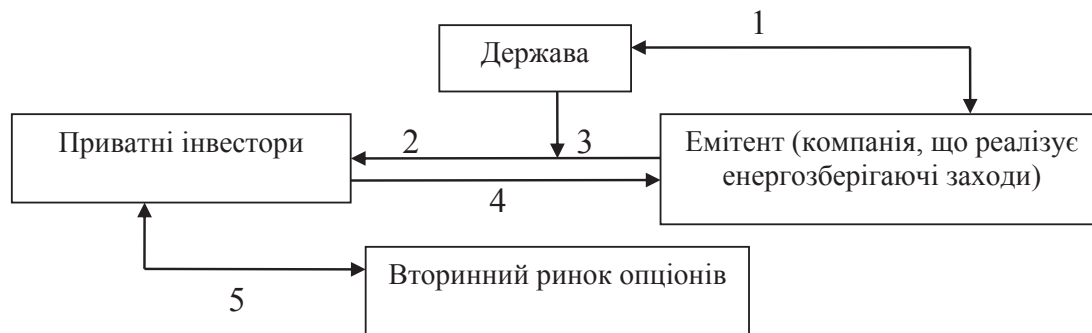 1
Держава
Приватні інвестори
2
3
Емітент (компанія, що реалізує
енергозберігаючі заходи)
4
Вторинний ринок опціонів
5